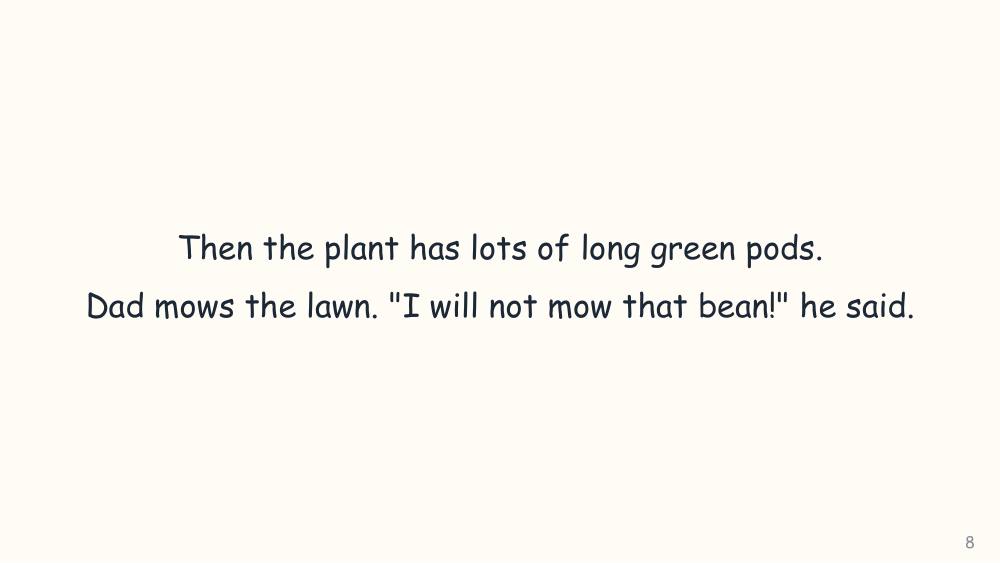 Then the plant has lots of long green pods.
Dad mows the lawn. "I will not mow that bean!" he said.
8